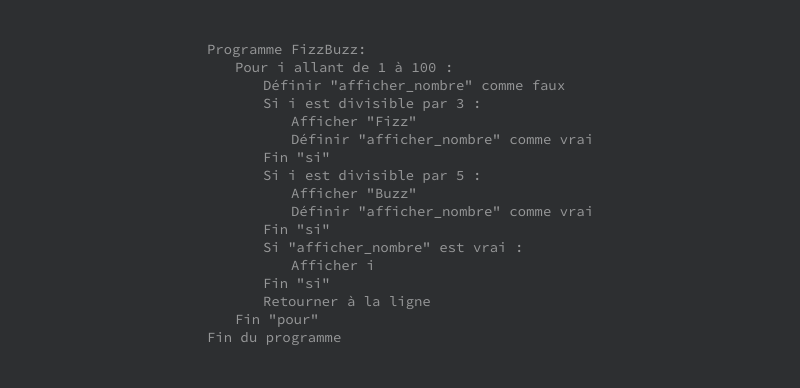 Programme FizzBuzz:
Pour i allant de 1 à 100 :
Définir "afficher_nombre" comme faux
Si i est divisible par 3 :
Afficher "Fizz"
Définir "afficher_nombre" comme vrai
Fin "si"
Si i est divisible par 5 :
Afficher "Buzz"
Définir "afficher_nombre" comme vrai
Fin "si"
Si "afficher_nombre" est vrai :
Afficher i
Fin "si"
Retourner à la ligne
Fin "pour"
Fin du programme